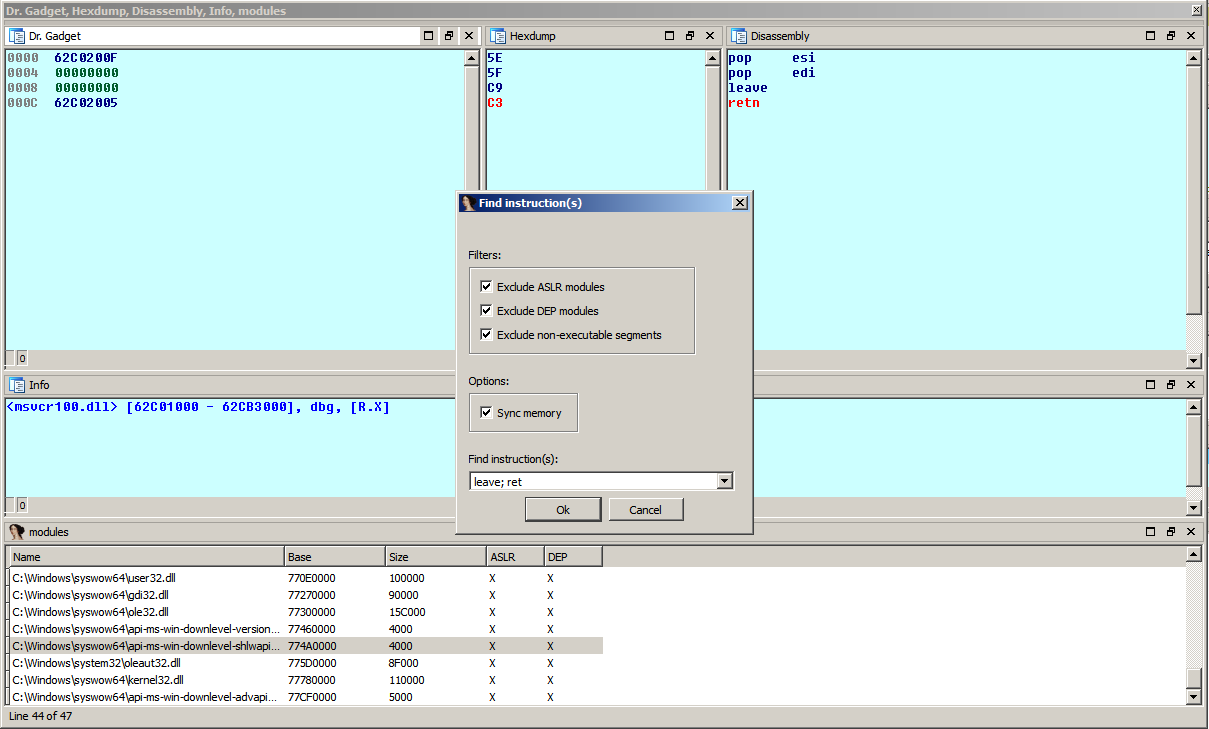 Dr. Gadget, Hexdump, Disassembly, Info, modules
Dr. Gadget
0000 62C0200F
0004 00000000
0008 00000000
000C 62C02005
0
Hexdump
5E
5F
C9
C3
Disassembly
pop esi
pop edi
leave
retn
Find instruction(s)
Filters:
Exclude ASLR modules
Exclude DEP modules
Exclude non-executable segments
Options:
Sync memory
Find instruction(s):
leave; ret
Ok Cancel
Info
<msvcr100.dll> [62C01000 - 62CB3000], dbg, [R.X]
0
modules
Name Base Size ASLR DEP
C:\Windows\syswow64\user32.dll 770E0000 100000 X X
C:\Windows\syswow64\gdi32.dll 77270000 90000 X X
C:\Windows\syswow64\ole32.dll 77300000 15C000 X X
C:\Windows\syswow64\api-ms-win-downlevel-version... 77460000 4000 X X
C:\Windows\syswow64\api-ms-win-downlevel-shlwapi... 774A0000 4000 X X
C:\Windows\system32\oleaut32.dll 775D0000 8F000 X X
C:\Windows\syswow64\kernel32.dll 77780000 110000 X X
C:\Windows\syswow64\api-ms-win-downlevel-advapi... 77CF0000 5000 X X
Line 44 of 47